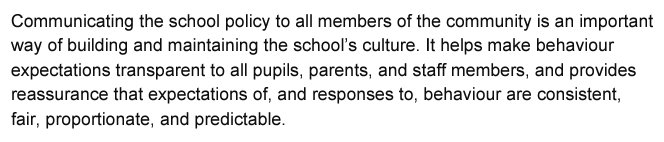 Communicating the school policy to all members of the community is an important
way of building and maintaining the school’s culture. It helps make behaviour
expectations transparent to all pupils, parents, and staff members, and provides
reassurance that expectations of, and responses to, behaviour are consistent,
fair, proportionate, and predictable.